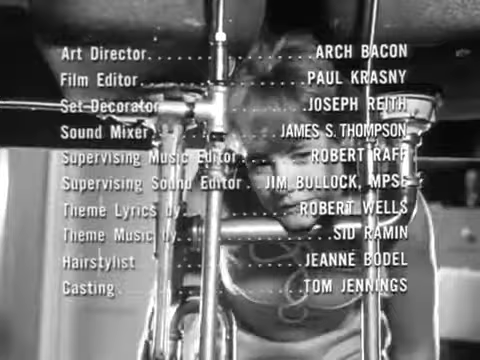 Art Director..........ARCH BACON
Film Editor..........PAUL KRASNY
Set Decorator..........JOSEPH REITH
Sound Mixer..........JAMES S. THOMPSON
Supervising Music Editor..........ROBERT RAFF
Supervising Sound Editor. JIM BULLOCK, MPSE
Theme Lyrics by..........ROBERT WELLS
Theme Music by..........SID RAMIN
Hairstylist..........JEANNE BODEL
Casting..........TOM JENNINGS